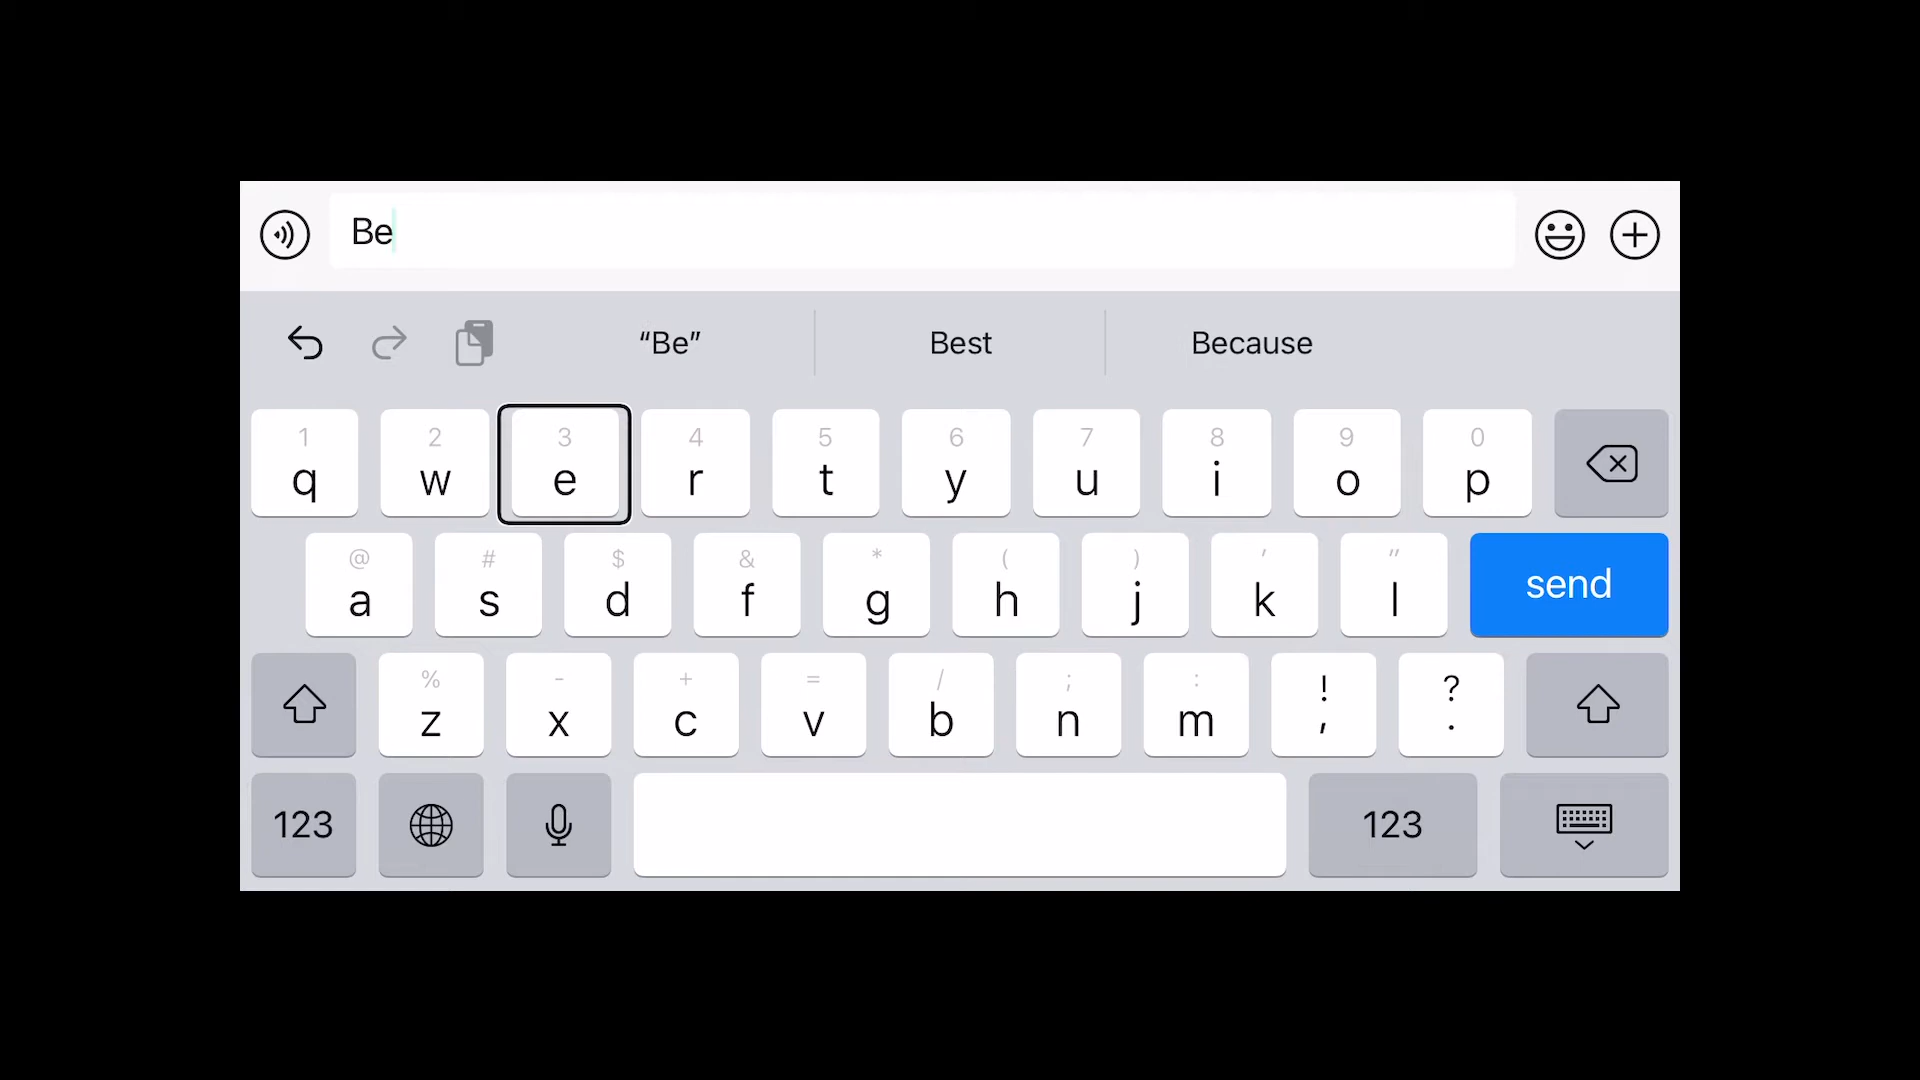 Be
“Be” Best Because
1 2 3 4 5 6 7 8 9 0
q w e r t y u i o p
@ # $ & * ( ) ' "
a s d f g h j k l send
% - + = / ; : ! ?
z x c v b n m , .
123 123